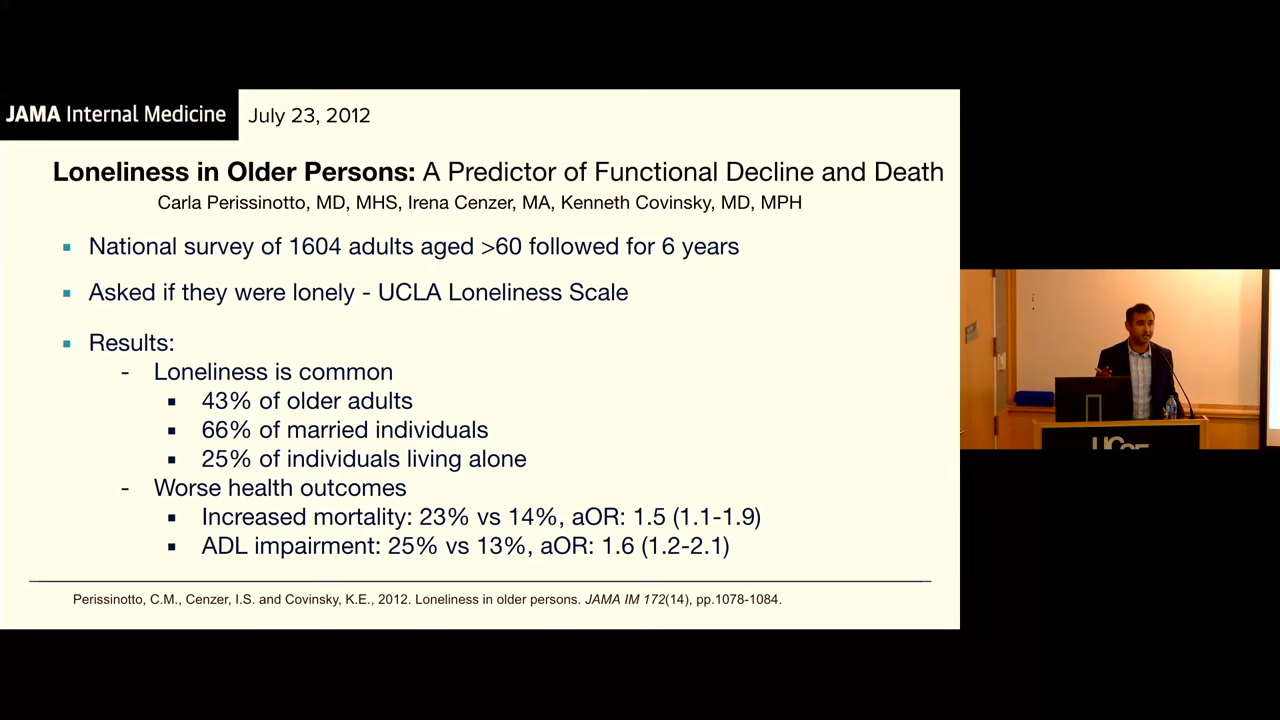 JAMA Internal Medicine July 23, 2012
Loneliness in Older Persons: A Predictor of Functional Decline and Death
Carla Perissinotto, MD, MHS, Irena Cenzer, MA, Kenneth Covinsky, MD, MPH
▪ National survey of 1604 adults aged >60 followed for 6 years
▪ Asked if they were lonely - UCLA Loneliness Scale
▪ Results:
- Loneliness is common
▪ 43% of older adults
▪ 66% of married individuals
▪ 25% of individuals living alone
- Worse health outcomes
▪ Increased mortality: 23% vs 14%, aOR: 1.5 (1.1-1.9)
▪ ADL impairment: 25% vs 13%, aOR: 1.6 (1.2-2.1)
Perissinotto, C.M., Cenzer, I.S. and Covinsky, K.E., 2012. Loneliness in older persons. JAMA IM 172(14), pp.1078-1084.
UCSF